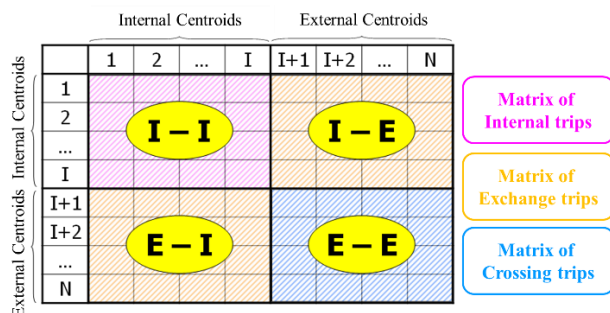 Internal Centroids External Centroids
1 2 ... I I+1 I+2 ... N
Internal Centroids
1
2
...
I
I – I I – E
External Centroids
I+1
I+2
...
N
E – I E – E
Matrix of
Internal trips
Matrix of
Exchange trips
Matrix of
Crossing trips